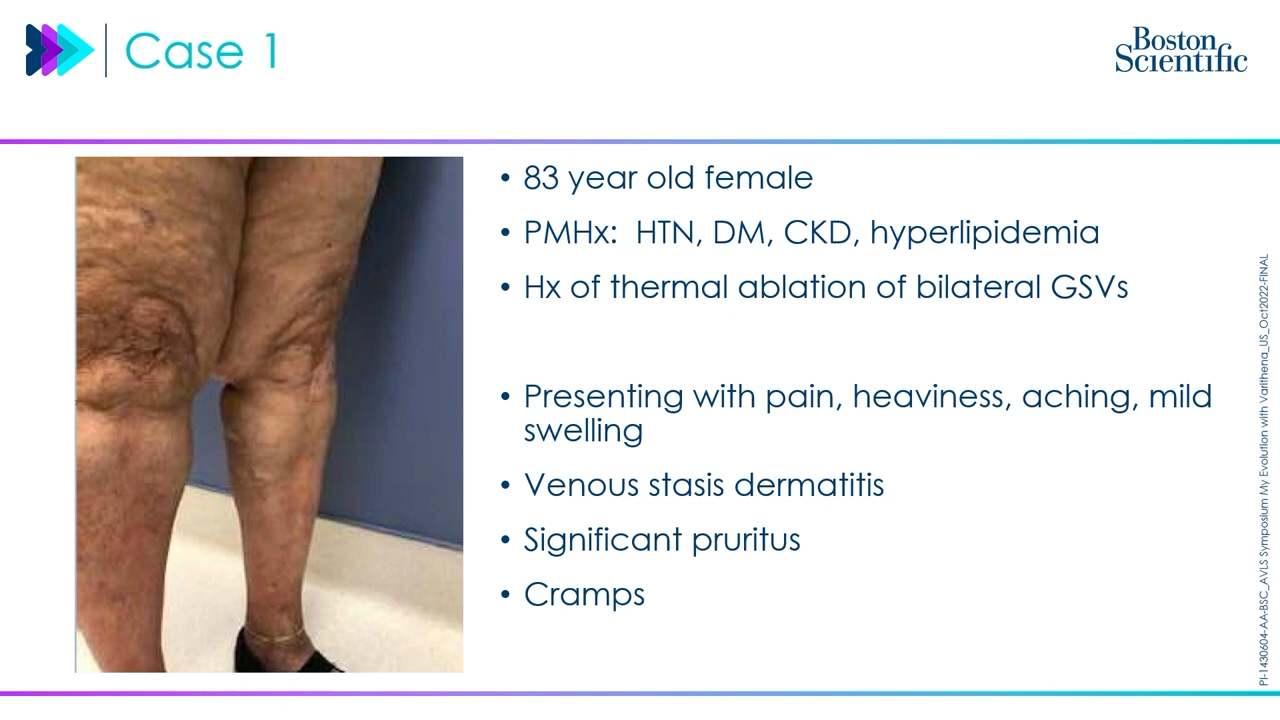 Case 1
Boston
Scientific
• 83 year old female
• PMHx: HTN, DM, CKD, hyperlipidemia
• Hx of thermal ablation of bilateral GSVs
• Presenting with pain, heaviness, aching, mild
swelling
• Venous stasis dermatitis
• Significant pruritus
• Cramps
PI-1430604-AA-BSC_AVLS Symposium My Evolution with Varithena_US_Oct2022-FINAL